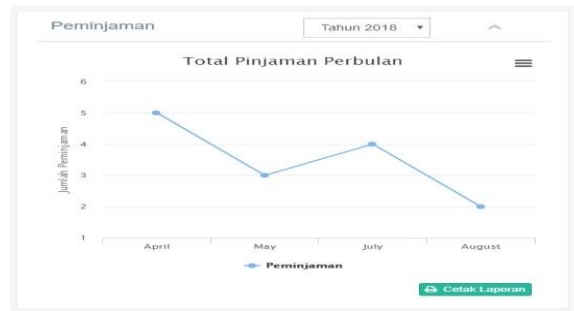 Peminjaman
Tahun 2018
Total Pinjaman Perbulan
Jumlah Peminjaman
6
5
4
3
2
1
April May July August
Peminjaman
Cetak Laporan